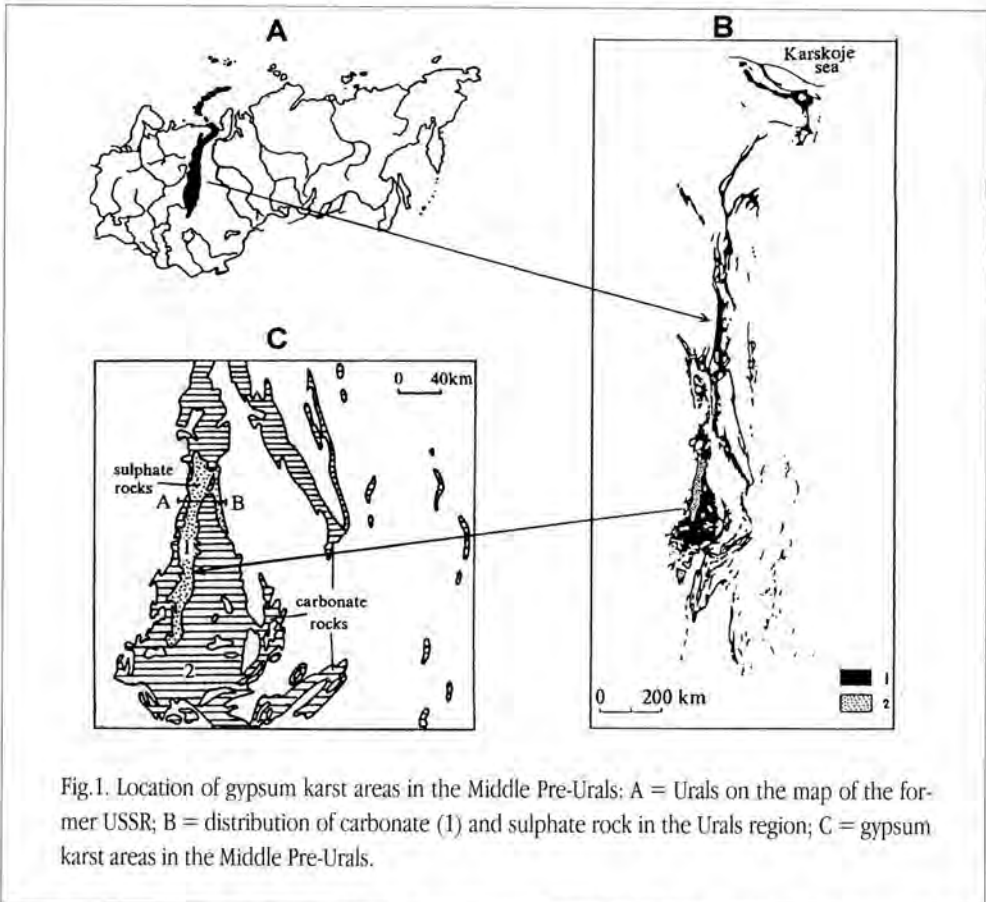 A
B
Karskoje
sea
C
0 40km
sulphate
rocks
A B
1
carbonate
rocks
2
1
2
0 200 km
Fig.1. Location of gypsum karst areas in the Middle Pre-Urals: A = Urals on the map of the for-
mer USSR; B = distribution of carbonate (1) and sulphate rock in the Urals region; C = gypsum
karst areas in the Middle Pre-Urals.